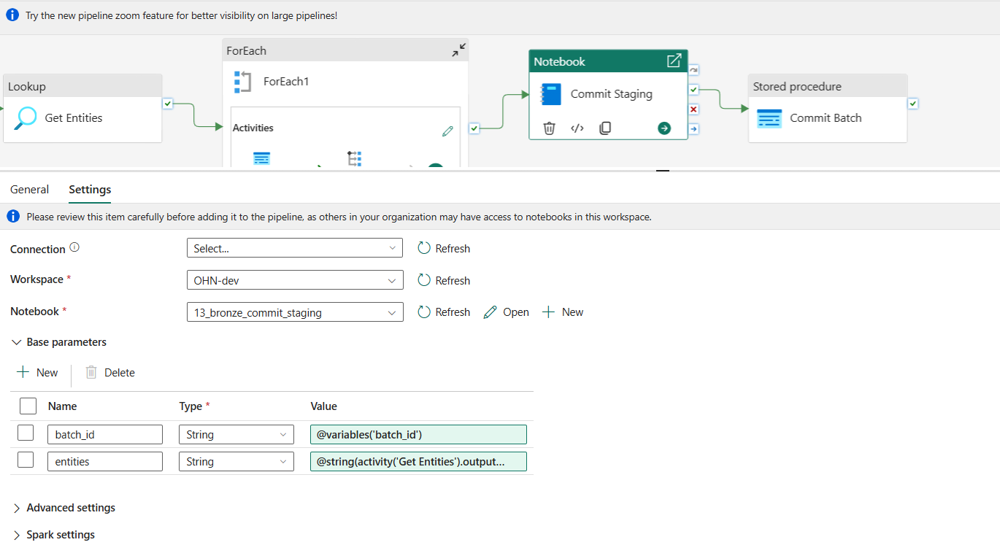 Try the new pipeline zoom feature for better visibility on large pipelines!
Lookup
Get Entities
ForEach
ForEach1
Activities
Notebook
Commit Staging
Stored procedure
Commit Batch
General Settings
Please review this item carefully before adding it to the pipeline, as others in your organization may have access to notebooks in this workspace.
Connection Select... Refresh
Workspace * OHN-dev Refresh
Notebook * 13_bronze_commit_staging Refresh Open New
Base parameters
New Delete
Name Type * Value
batch_id String @variables('batch_id')
entities String @string(activity('Get Entities').output...
Advanced settings
Spark settings